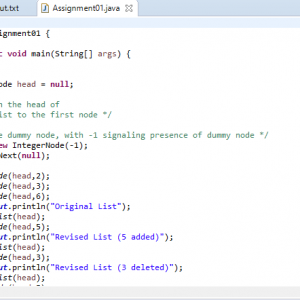 ut.txt Assignment01.java
ignment01 {
c void main(String[] args) {
ode head = null;
n the head of
ist to the first node */
e dummy node, with -1 signaling presence of dummy node */
ew IntegerNode(-1);
Next(null);
de(head,2);
de(head,3);
de(head,6);
ut.println("Original List");
ist(head);
de(head,5);
ut.println("Revised List (5 added)");
ist(head);
de(head,3);
ut.println("Revised List (3 deleted)");
ist(head);